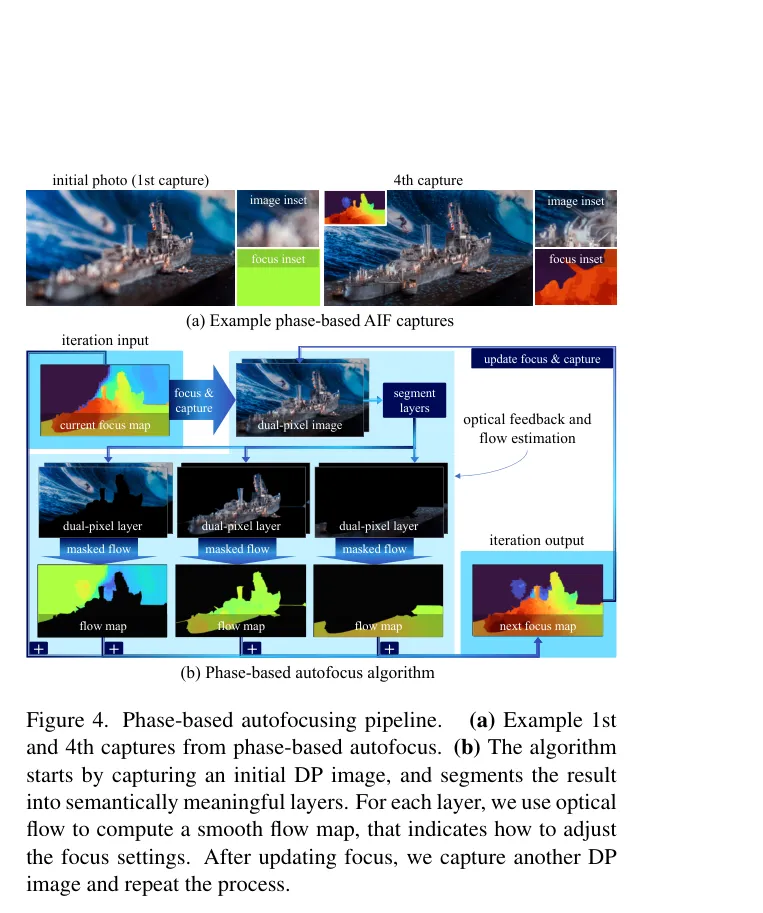 initial photo (1st capture)
4th capture
image inset
focus inset
image inset
focus inset
(a) Example phase-based AIF captures
iteration input
update focus & capture
current focus map
focus &
capture
dual-pixel image
segment
layers
optical feedback and
flow estimation
dual-pixel layer
dual-pixel layer
dual-pixel layer
masked flow
masked flow
masked flow
iteration output
flow map
flow map
flow map
next focus map
+
+
+
+
(b) Phase-based autofocus algorithm
Figure 4. Phase-based autofocusing pipeline. (a) Example 1st
and 4th captures from phase-based autofocus. (b) The algorithm
starts by capturing an initial DP image, and segments the result
into semantically meaningful layers. For each layer, we use optical
flow to compute a smooth flow map, that indicates how to adjust
the focus settings. After updating focus, we capture another DP
image and repeat the process.